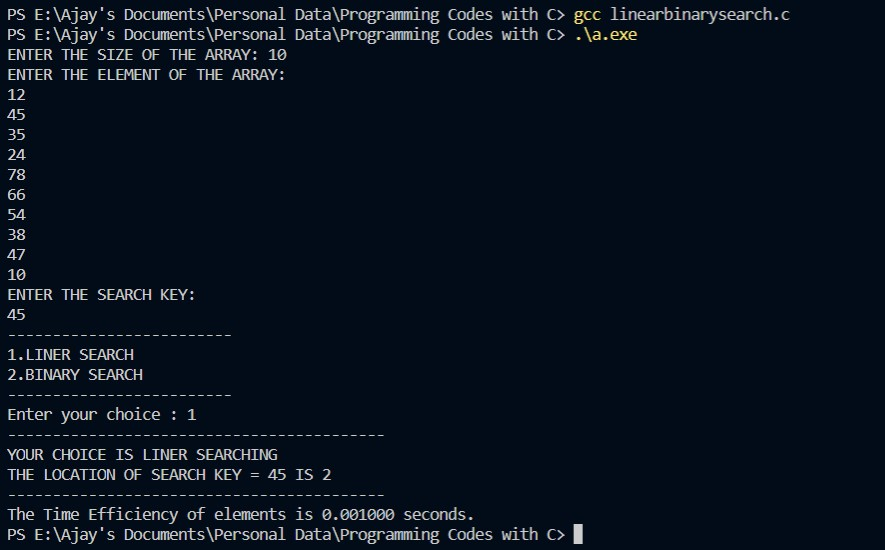 PS E:\Ajay's Documents\Personal Data\Programming Codes with C> gcc linearbinarysearch.c
PS E:\Ajay's Documents\Personal Data\Programming Codes with C> .\a.exe
ENTER THE SIZE OF THE ARRAY: 10
ENTER THE ELEMENT OF THE ARRAY:
12
45
35
24
78
66
54
38
47
10
ENTER THE SEARCH KEY:
45
-------------------------
1.LINER SEARCH
2.BINARY SEARCH
-------------------------
Enter your choice : 1
------------------------------------------
YOUR CHOICE IS LINER SEARCHING
THE LOCATION OF SEARCH KEY = 45 IS 2
------------------------------------------
The Time Efficiency of elements is 0.001000 seconds.
PS E:\Ajay's Documents\Personal Data\Programming Codes with C>